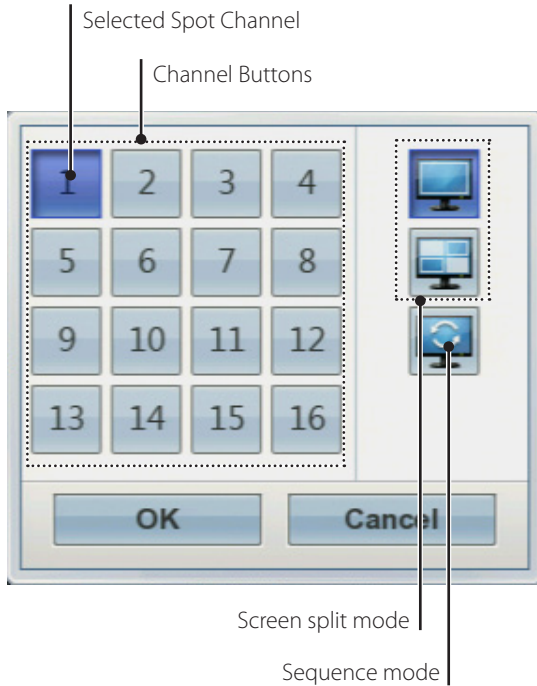 Selected Spot Channel
Channel Buttons
1 2 3 4
5 6 7 8
9 10 11 12
13 14 15 16
OK Cancel
Screen split mode
Sequence mode